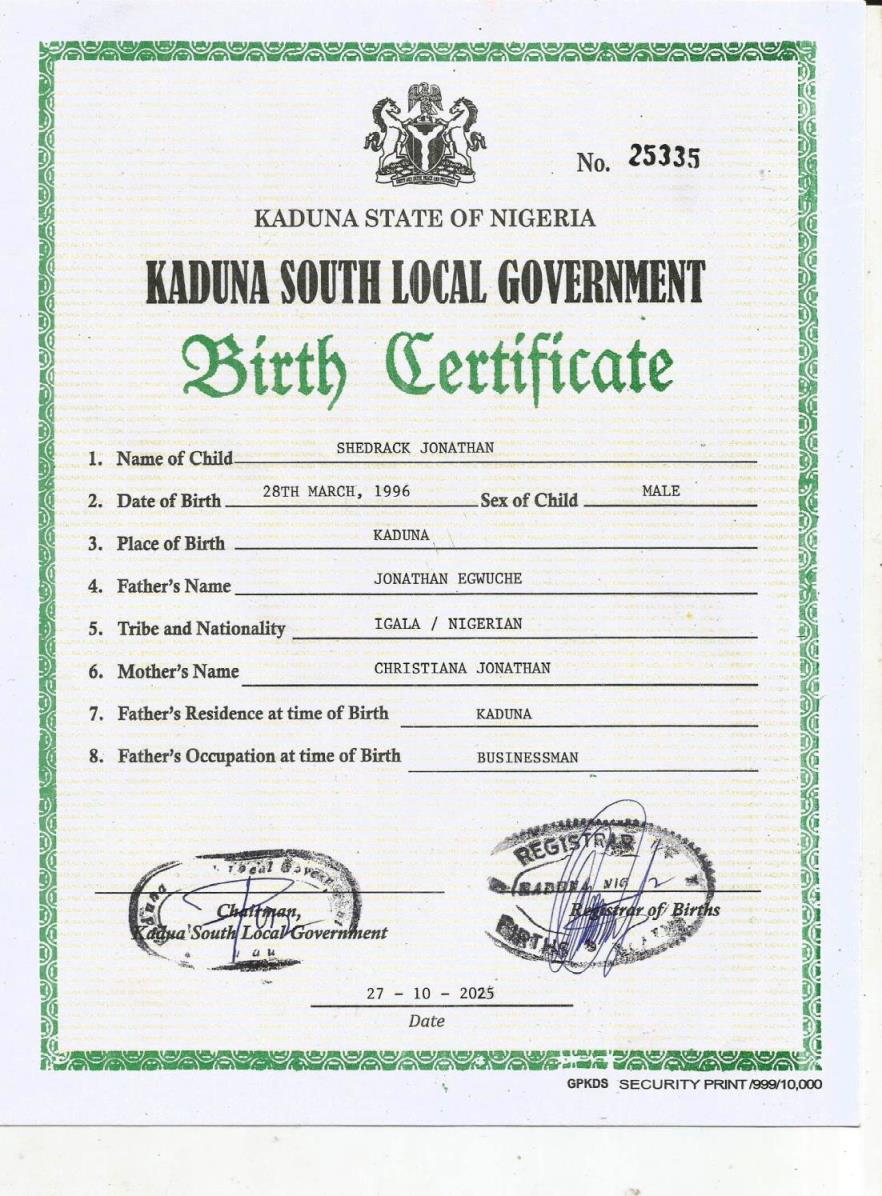 No. 25335
KADUNA STATE OF NIGERIA
KADUNA SOUTH LOCAL GOVERNMENT
Birth Certificate
1. Name of Child SHEDRACK JONATHAN
2. Date of Birth 28TH MARCH, 1996 Sex of Child MALE
3. Place of Birth KADUNA
4. Father's Name JONATHAN EGWUCHE
5. Tribe and Nationality IGALA / NIGERIAN
6. Mother's Name CHRISTIANA JONATHAN
7. Father's Residence at time of Birth KADUNA
8. Father's Occupation at time of Birth BUSINESSMAN
REGISTRAR
BIRTHS
Chairman,
Kadua South Local Government
Registrar of Births
27 - 10 - 2025
Date
GPKDS SECURITY PRINT/999/10,000